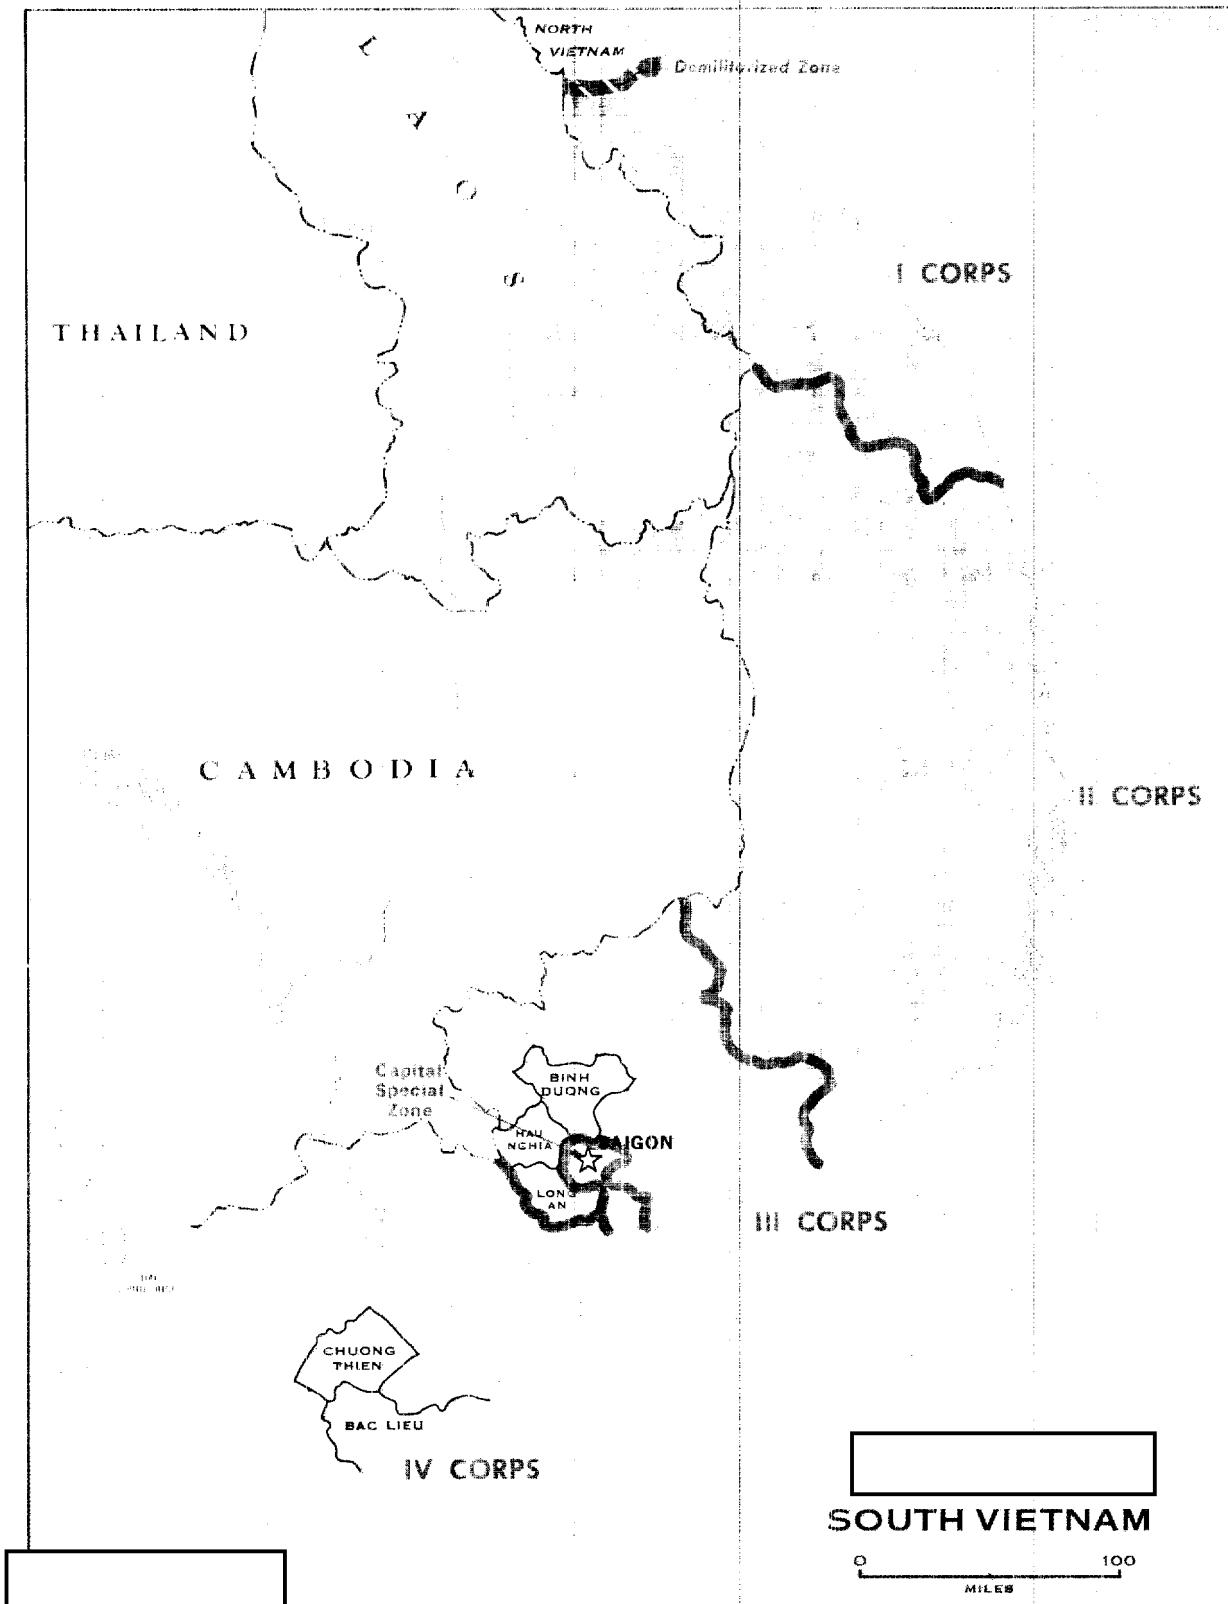 NORTH
VIETNAM
Demilitarized Zone
LAOS
I CORPS
THAILAND
CAMBODIA
II CORPS
Capital
Special
Zone
BINH
DUONG
HAU
NGHIA
SAIGON
LONG
AN
III CORPS
CHUONG
THIEN
BAC LIEU
IV CORPS
SOUTH VIETNAM
0 100
MILES